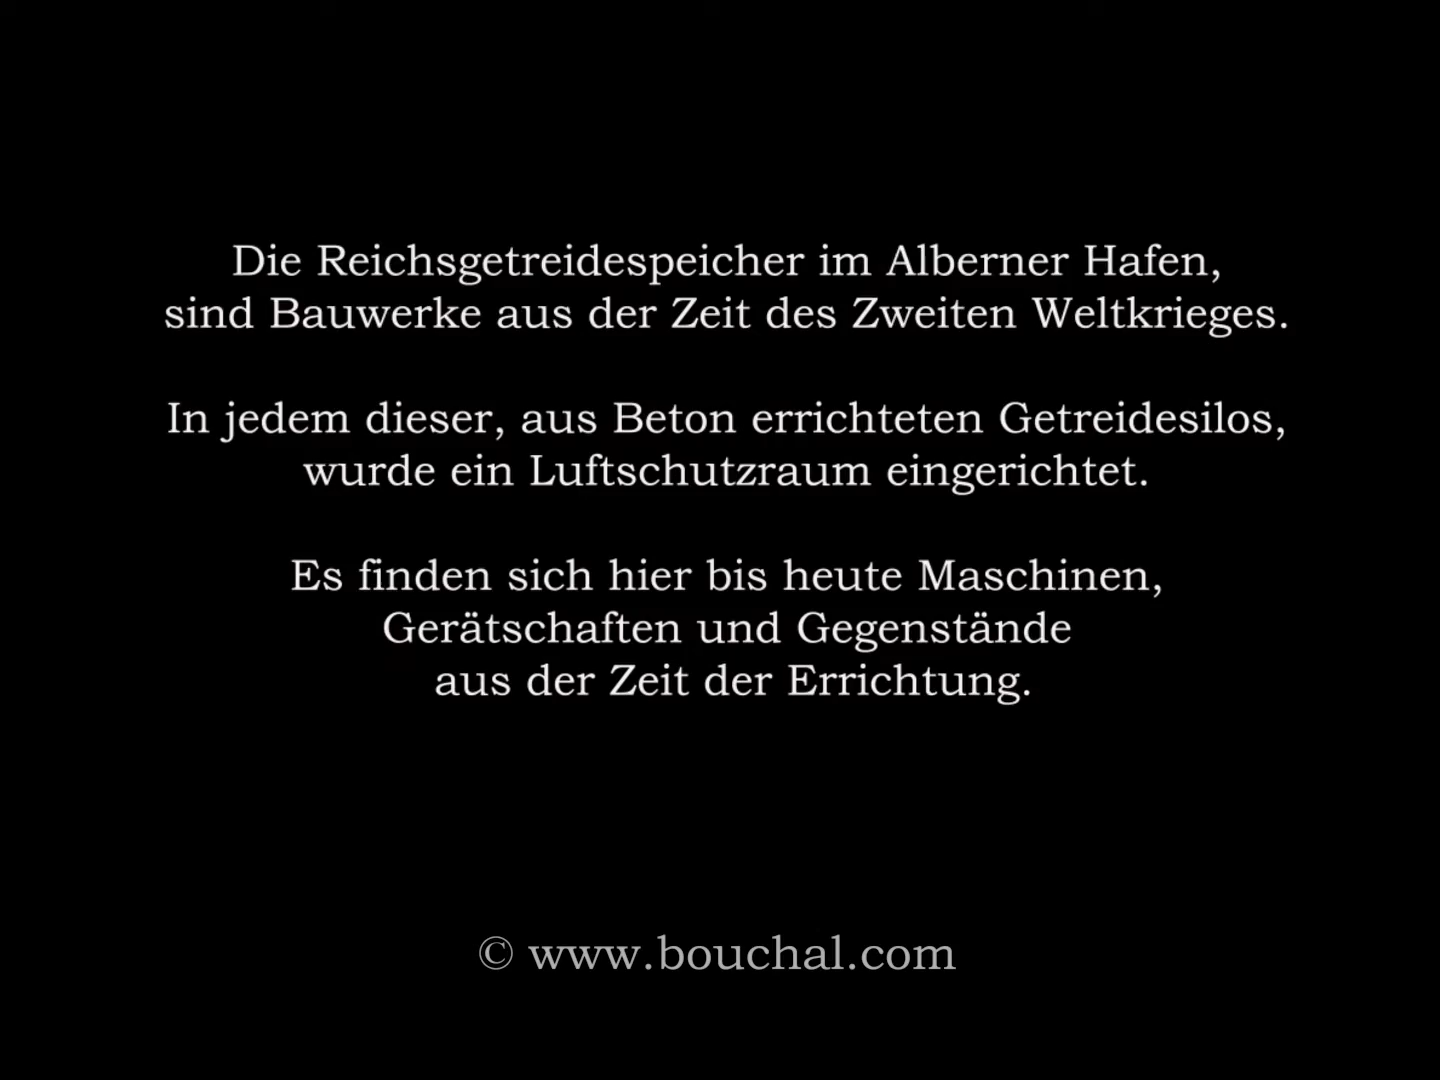 Die Reichsgetreidespeicher im Alberner Hafen,
sind Bauwerke aus der Zeit des Zweiten Weltkrieges.
In jedem dieser, aus Beton errichteten Getreidesilos,
wurde ein Luftschutzraum eingerichtet.
Es finden sich hier bis heute Maschinen,
Gerätschaften und Gegenstände
aus der Zeit der Errichtung.
© www.bouchal.com